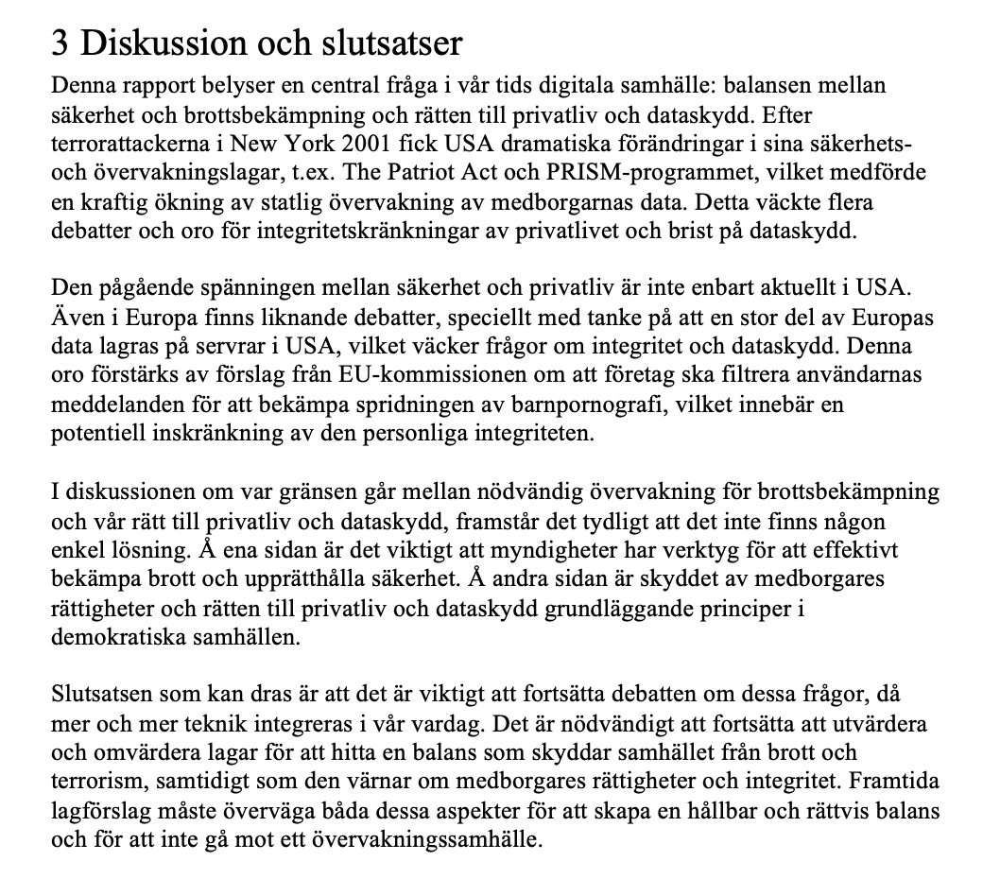 3 Diskussion och slutsatser
Denna rapport belyser en central fråga i vår tids digitala samhälle: balansen mellan
säkerhet och brottsbekämpning och rätten till privatliv och dataskydd. Efter
terrorattackerna i New York 2001 fick USA dramatiska förändringar i sina säkerhets-
och övervakningslagar, t.ex. The Patriot Act och PRISM-programmet, vilket medförde
en kraftig ökning av statlig övervakning av medborgarnas data. Detta väckte flera
debatter och oro för integritetskränkningar av privatlivet och brist på dataskydd.
Den pågående spänningen mellan säkerhet och privatliv är inte enbart aktuellt i USA.
Även i Europa finns liknande debatter, speciellt med tanke på att en stor del av Europas
data lagras på servrar i USA, vilket väcker frågor om integritet och dataskydd. Denna
oro förstärks av förslag från EU-kommissionen om att företag ska filtrera användarnas
meddelanden för att bekämpa spridningen av barnpornografi, vilket innebär en
potentiell inskränkning av den personliga integriteten.
I diskussionen om var gränsen går mellan nödvändig övervakning för brottsbekämpning
och vår rätt till privatliv och dataskydd, framstår det tydligt att det inte finns någon
enkel lösning. Å ena sidan är det viktigt att myndigheter har verktyg för att effektivt
bekämpa brott och upprätthålla säkerhet. Å andra sidan är skyddet av medborgares
rättigheter och rätten till privatliv och dataskydd grundläggande principer i
demokratiska samhällen.
Slutsatsen som kan dras är att det är viktigt att fortsätta debatten om dessa frågor, då
mer och mer teknik integreras i vår vardag. Det är nödvändigt att fortsätta att utvärdera
och omvärdera lagar för att hitta en balans som skyddar samhället från brott och
terrorism, samtidigt som den värnar om medborgares rättigheter och integritet. Framtida
lagförslag måste överväga båda dessa aspekter för att skapa en hållbar och rättvis balans
och för att inte gå mot ett övervakningssamhälle.